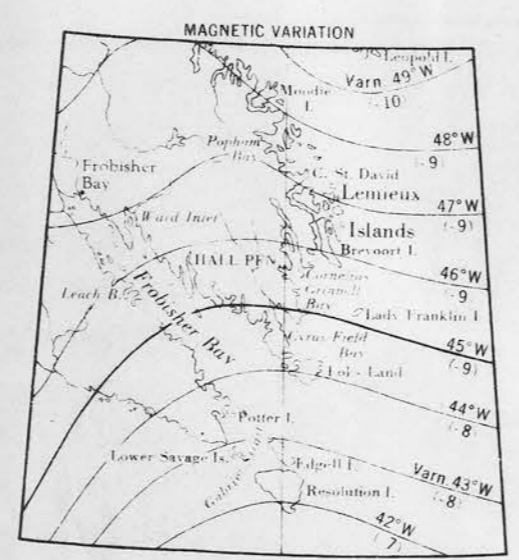 MAGNETIC VARIATION
Leopold I.
Varn. 49°W
(-10)
Moodie
I.
48°W
(-9)
Popham
Bay
Frobisher
Bay
C. St. David
Lemieux
47°W
(-9)
Ward Inlet
Islands
Brevoort I.
HALL PEN.
46°W
(-9
Cornelius
Grinnell
Bay
Leach B.
Frobisher Bay
Lady Franklin I.
45°W
(-9)
Cyrus Field
Bay
Land
44°W
(-8)
Potter I.
Lower Savage Is.
Edgell I.
Varn. 43°W
(-8)
Resolution I.
42°W
(-7)